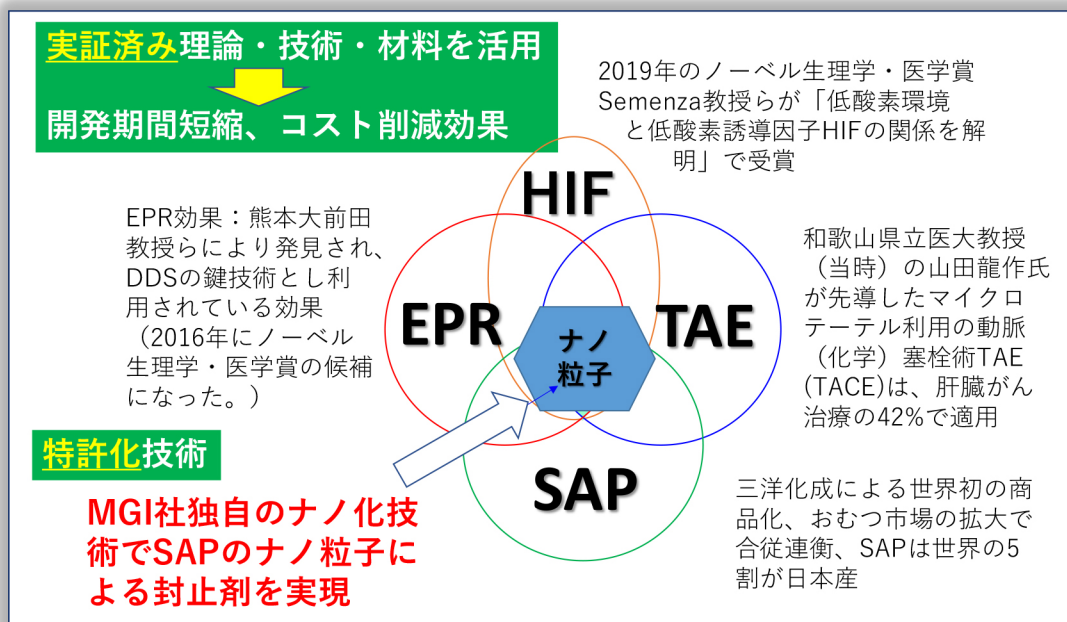 実証済み理論・技術・材料を活用
開発期間短縮、コスト削減効果
2019年のノーベル生理学・医学賞
Semenza教授らが「低酸素環境
と低酸素誘導因子HIFの関係を解
明」で受賞
HIF
EPR効果：熊本大前田
教授らにより発見され、
DDSの鍵技術とし利
用されている効果
（2016年にノーベル
生理学・医学賞の候補
になった。）
EPR
ナノ
粒子
TAE
和歌山県立医大教授
（当時）の山田龍作氏
が先導したマイクロ
テーテル利用の動脈
（化学）塞栓術TAE
(TACE)は、肝臓がん
治療の42%で適用
特許化技術
MGI社独自のナノ化技
術でSAPのナノ粒子に
よる封止剤を実現
SAP
三洋化成による世界初の商
品化、おむつ市場の拡大で
合従連衡、SAPは世界の5
割が日本産